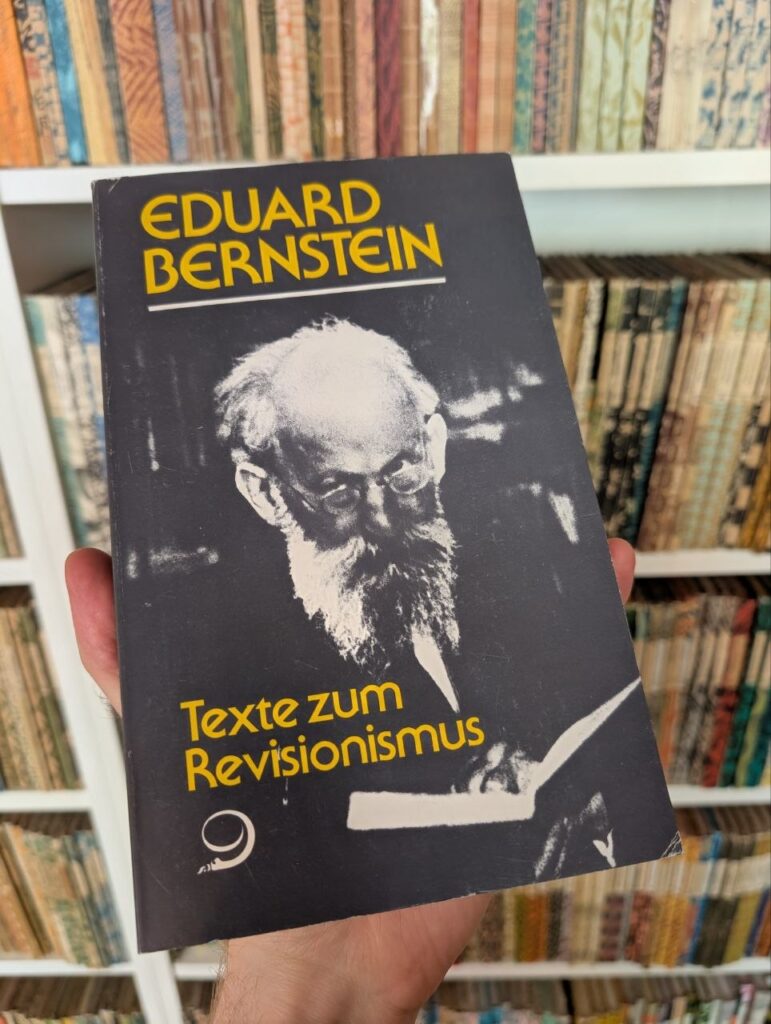 EDUARD
BERNSTEIN
Texte zum
Revisionismus